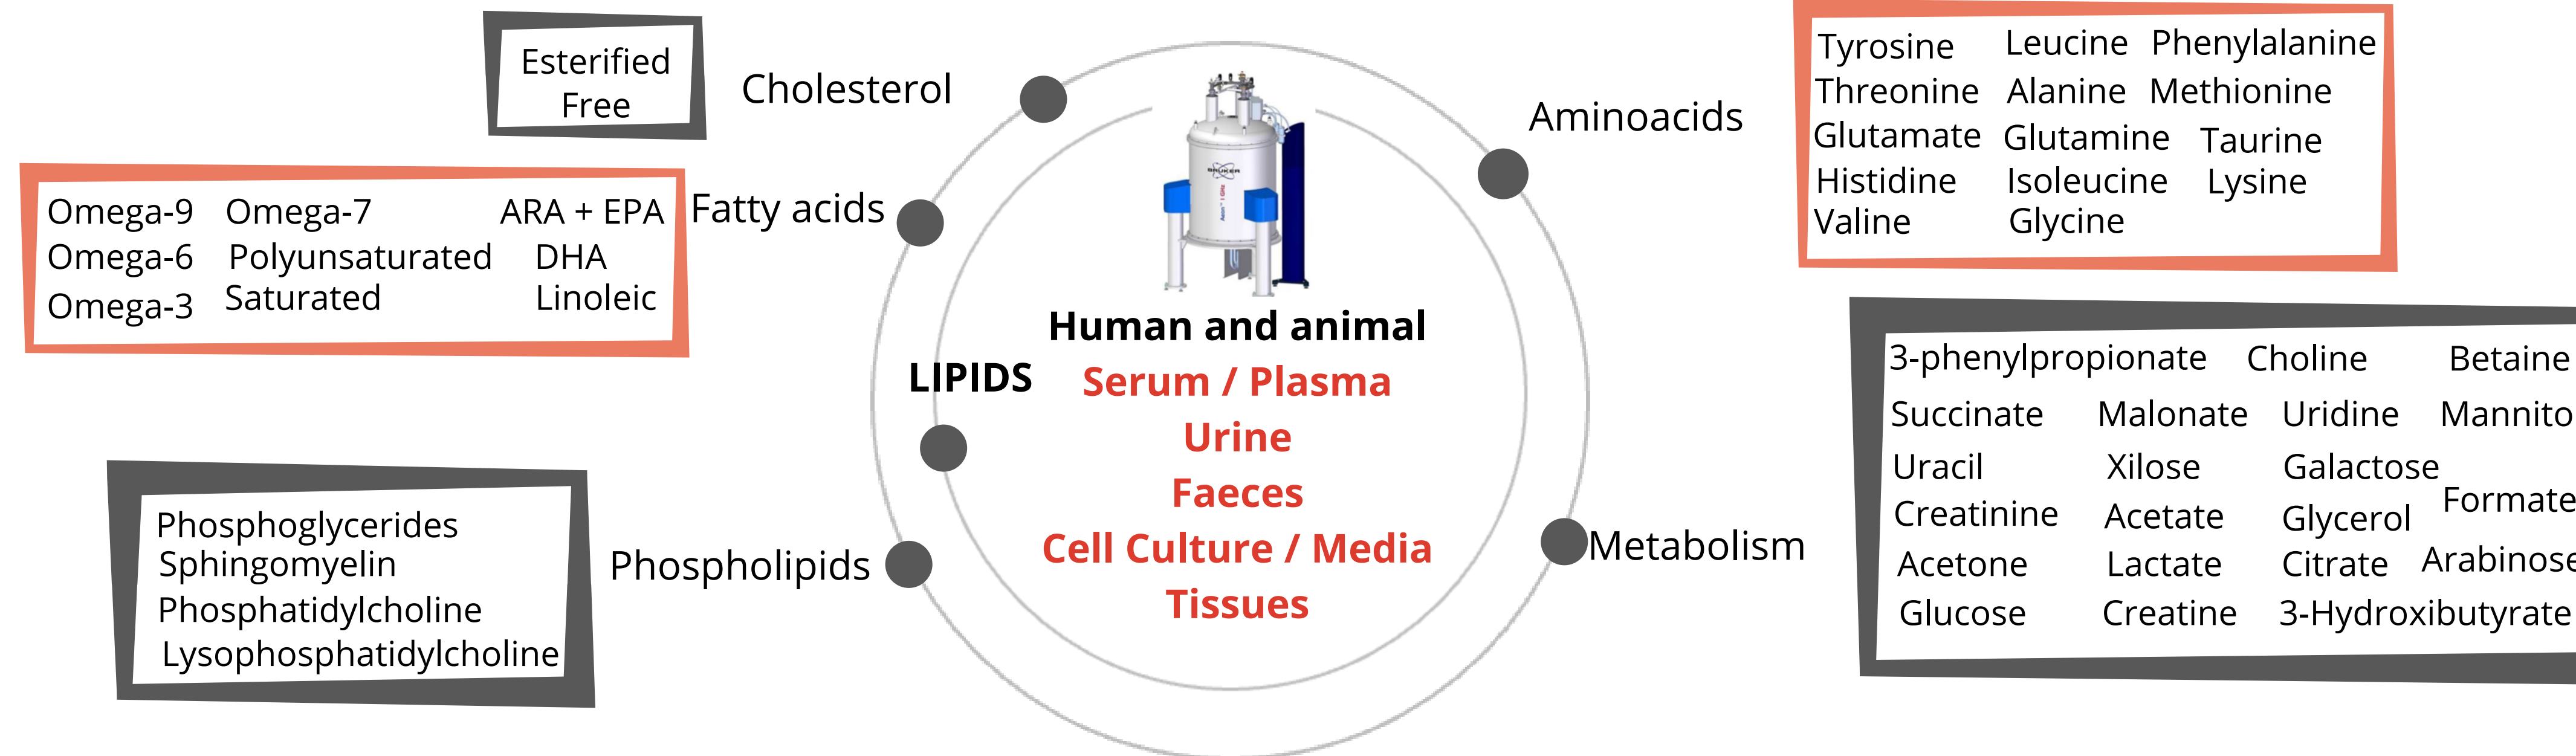 Esterified
Free
Cholesterol
Omega-9 Omega-7 ARA + EPA
Omega-6 Polyunsaturated DHA
Omega-3 Saturated Linoleic
Fatty acids
LIPIDS
Phosphoglycerides
Sphingomyelin
Phosphatidylcholine
Lysophosphatidylcholine
Phospholipids
BRUKER
Human and animal
Serum / Plasma
Urine
Faeces
Cell Culture / Media
Tissues
Aminoacids
Tyrosine Leucine Phenylalanine
Threonine Alanine Methionine
Glutamate Glutamine Taurine
Histidine Isoleucine Lysine
Valine Glycine
Metabolism
3-phenylpropionate Choline Betaine
Succinate Malonate Uridine Mannito
Uracil Xilose Galactose
Creatinine Acetate Glycerol Formate
Acetone Lactate Citrate Arabinose
Glucose Creatine 3-Hydroxibutyrate